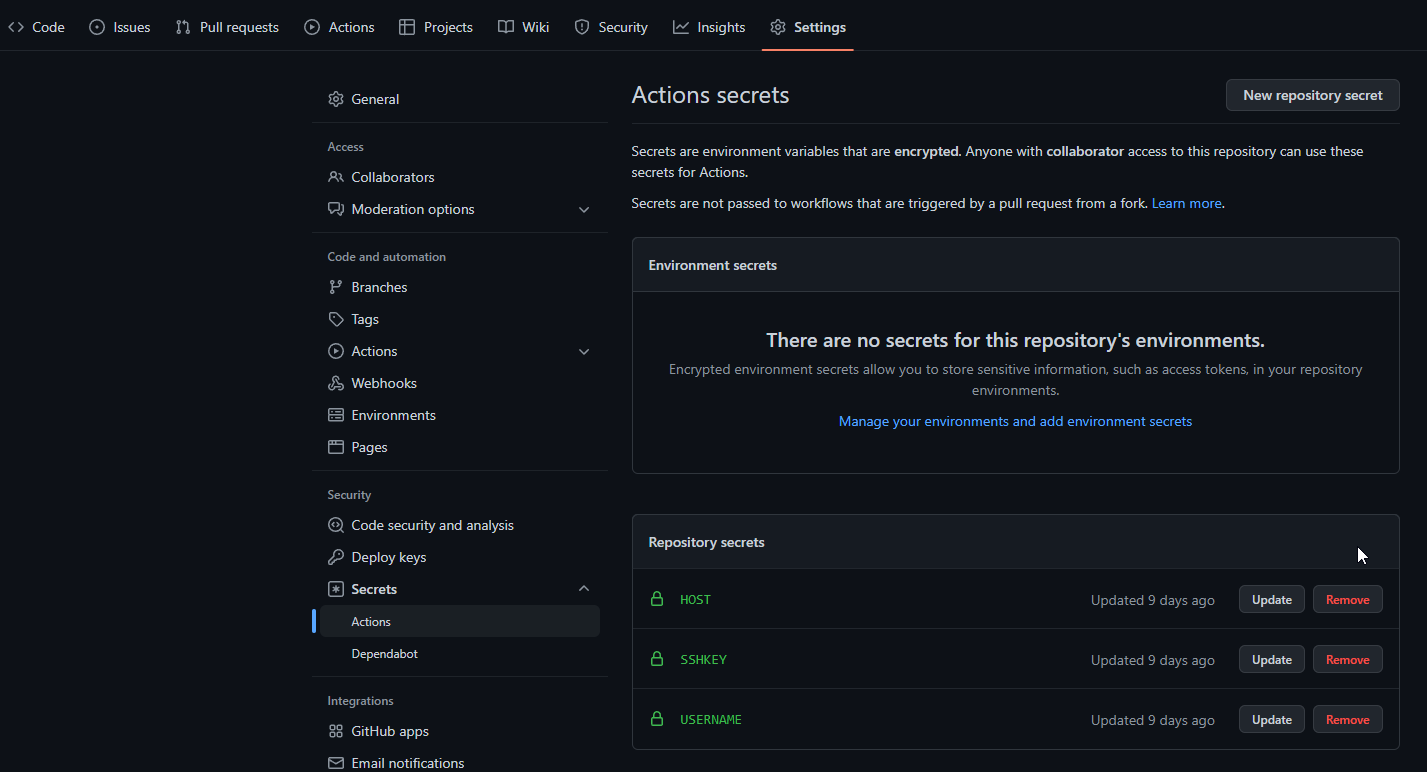 Code Issues Pull requests Actions Projects Wiki Security Insights Settings
General
Access
Collaborators
Moderation options
Code and automation
Branches
Tags
Actions
Webhooks
Environments
Pages
Security
Code security and analysis
Deploy keys
Secrets
Actions
Dependabot
Integrations
GitHub apps
Email notifications
Actions secrets
New repository secret
Secrets are environment variables that are encrypted. Anyone with collaborator access to this repository can use these
secrets for Actions.
Secrets are not passed to workflows that are triggered by a pull request from a fork. Learn more.
Environment secrets
There are no secrets for this repository's environments.
Encrypted environment secrets allow you to store sensitive information, such as access tokens, in your repository
environments.
Manage your environments and add environment secrets
Repository secrets
HOST Updated 9 days ago Update Remove
SSHKEY Updated 9 days ago Update Remove
USERNAME Updated 9 days ago Update Remove